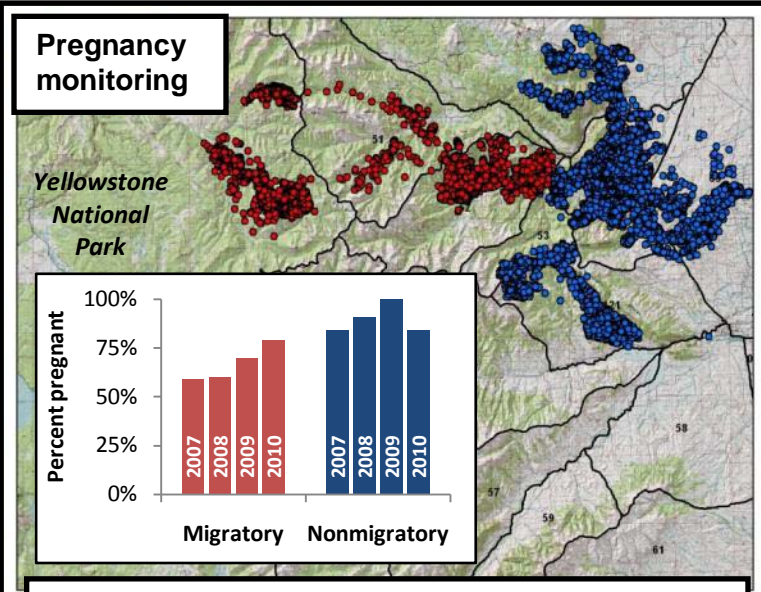 Pregnancy
monitoring
Yellowstone
National
Park
51
53
Percent pregnant
100%
75%
50%
25%
0%
2007
2008
2009
2010
2007
2008
2009
2010
Migratory
Nonmigratory
58
57
59
61